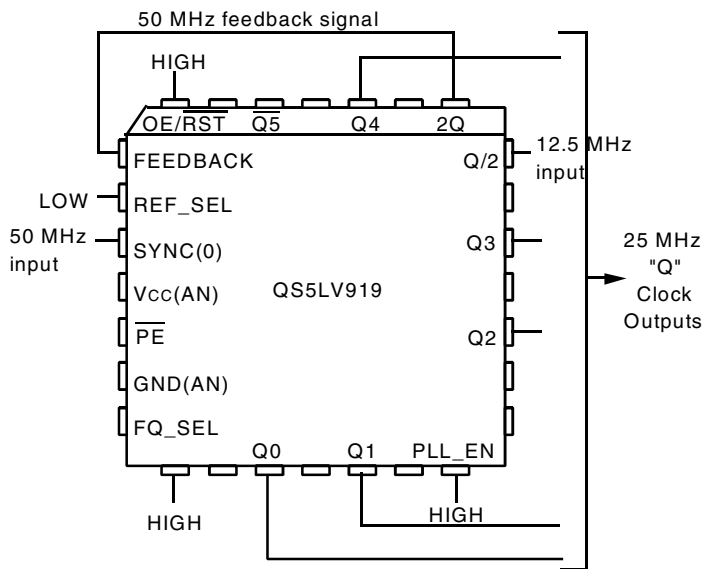 50 MHz feedback signal
HIGH
OE/RST Q5 Q4 2Q
FEEDBACK
Q/2
12.5 MHz
input
LOW
REF_SEL
50 MHz
input
SYNC(0)
Q3
25 MHz
"Q"
Clock
Outputs
VCC(AN)
QS5LV919
PE
Q2
GND(AN)
FQ_SEL
Q0 Q1 PLL_EN
HIGH
HIGH